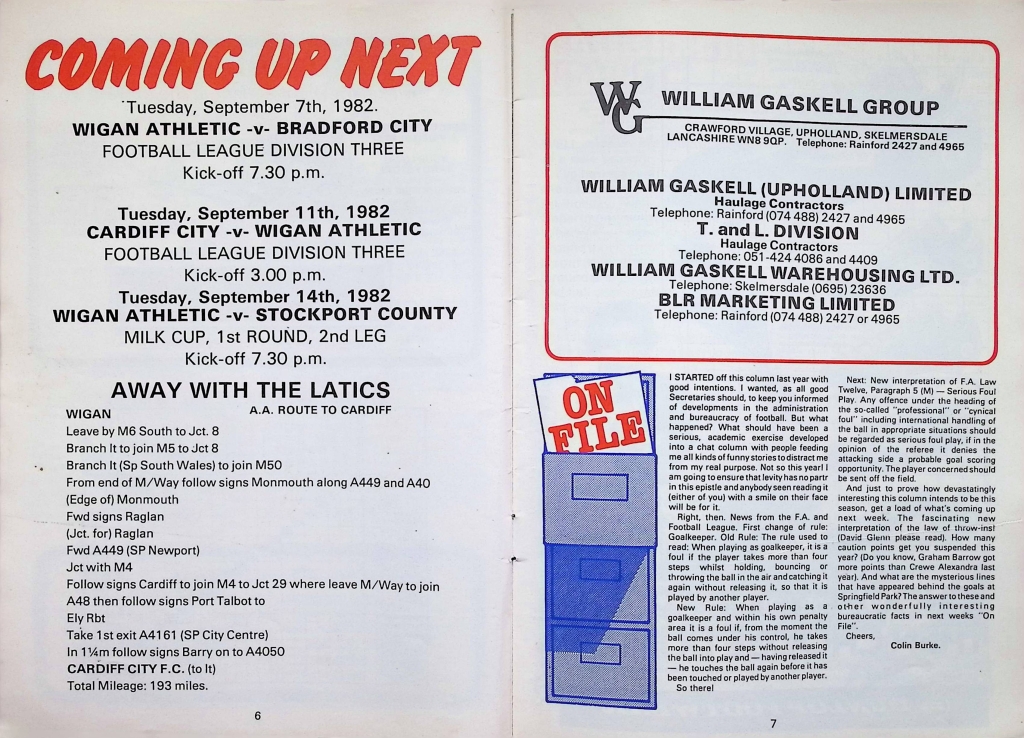 COMING UP NEXT
Tuesday, September 7th, 1982.
WIGAN ATHLETIC -v- BRADFORD CITY
FOOTBALL LEAGUE DIVISION THREE
Kick-off 7.30 p.m.
Tuesday, September 11th, 1982
CARDIFF CITY -v- WIGAN ATHLETIC
FOOTBALL LEAGUE DIVISION THREE
Kick-off 3.00 p.m.
Tuesday, September 14th, 1982
WIGAN ATHLETIC -v- STOCKPORT COUNTY
MILK CUP, 1st ROUND, 2nd LEG
Kick-off 7.30 p.m.
AWAY WITH THE LATICS
WIGAN A.A. ROUTE TO CARDIFF
Leave by M6 South to Jct. 8
Branch lt to join M5 to Jct 8
Branch lt (Sp South Wales) to join M50
From end of M/Way follow signs Monmouth along A449 and A40
(Edge of) Monmouth
Fwd signs Raglan
(Jct. for) Raglan
Fwd A449 (SP Newport)
Jct with M4
Follow signs Cardiff to join M4 to Jct 29 where leave M/Way to join
A48 then follow signs Port Talbot to
Ely Rbt
Take 1st exit A4161 (SP City Centre)
In 1¼m follow signs Barry on to A4050
CARDIFF CITY F.C. (to lt)
Total Mileage: 193 miles.
6
WG WILLIAM GASKELL GROUP
CRAWFORD VILLAGE, UPHOLLAND, SKELMERSDALE
LANCASHIRE WN8 9QP. Telephone: Rainford 2427 and 4965
WILLIAM GASKELL (UPHOLLAND) LIMITED
Haulage Contractors
Telephone: Rainford (074 488) 2427 and 4965
T. and L. DIVISION
Haulage Contractors
Telephone: 051-424 4086 and 4409
WILLIAM GASKELL WAREHOUSING LTD.
Telephone: Skelmersdale (0695) 23636
BLR MARKETING LIMITED
Telephone: Rainford (074 488) 2427 or 4965
ON
FILE
I STARTED off this column last year with
good intentions. I wanted, as all good
Secretaries should, to keep you informed
of developments in the administration
and bureaucracy of football. But what
happened? What should have been a
serious, academic exercise developed
into a chat column with people feeding
me all kinds of funny stories to distract me
from my real purpose. Not so this year! I
am going to ensure that levity has no part
in this epistle and anybody seen reading it
(either of you) with a smile on their face
will be for it.
Right, then. News from the F.A. and
Football League. First change of rule:
Goalkeeper. Old Rule: The rule used to
read: When playing as goalkeeper, it is a
foul if the player takes more than four
steps whilst holding, bouncing or
throwing the ball in the air and catching it
again without releasing it, so that it is
played by another player.
New Rule: When playing as a
goalkeeper and within his own penalty
area it is a foul if, from the moment the
ball comes under his control, he takes
more than four steps without releasing
the ball into play and — having released it
— he touches the ball again before it has
been touched or played by another player.
So there!
Next: New interpretation of F.A. Law
Twelve, Paragraph 5 (M) — Serious Foul
Play. Any offence under the heading of
the so-called "professional" or "cynical
foul" including international handling of
the ball in appropriate situations should
be regarded as serious foul play, if in the
opinion of the referee it denies the
attacking side a probable goal scoring
opportunity. The player concerned should
be sent off the field.
And just to prove how devastatingly
interesting this column intends to be this
season, get a load of what's coming up
next week. The fascinating new
interpretation of the law of throw-ins!
(David Glenn please read). How many
caution points get you suspended this
year? (Do you know, Graham Barrow got
more points than Crewe Alexandra last
year). And what are the mysterious lines
that have appeared behind the goals at
Springfield Park? The answer to these and
other wonderfully interesting
bureaucratic facts in next weeks "On
File".
Cheers,
Colin Burke.
7